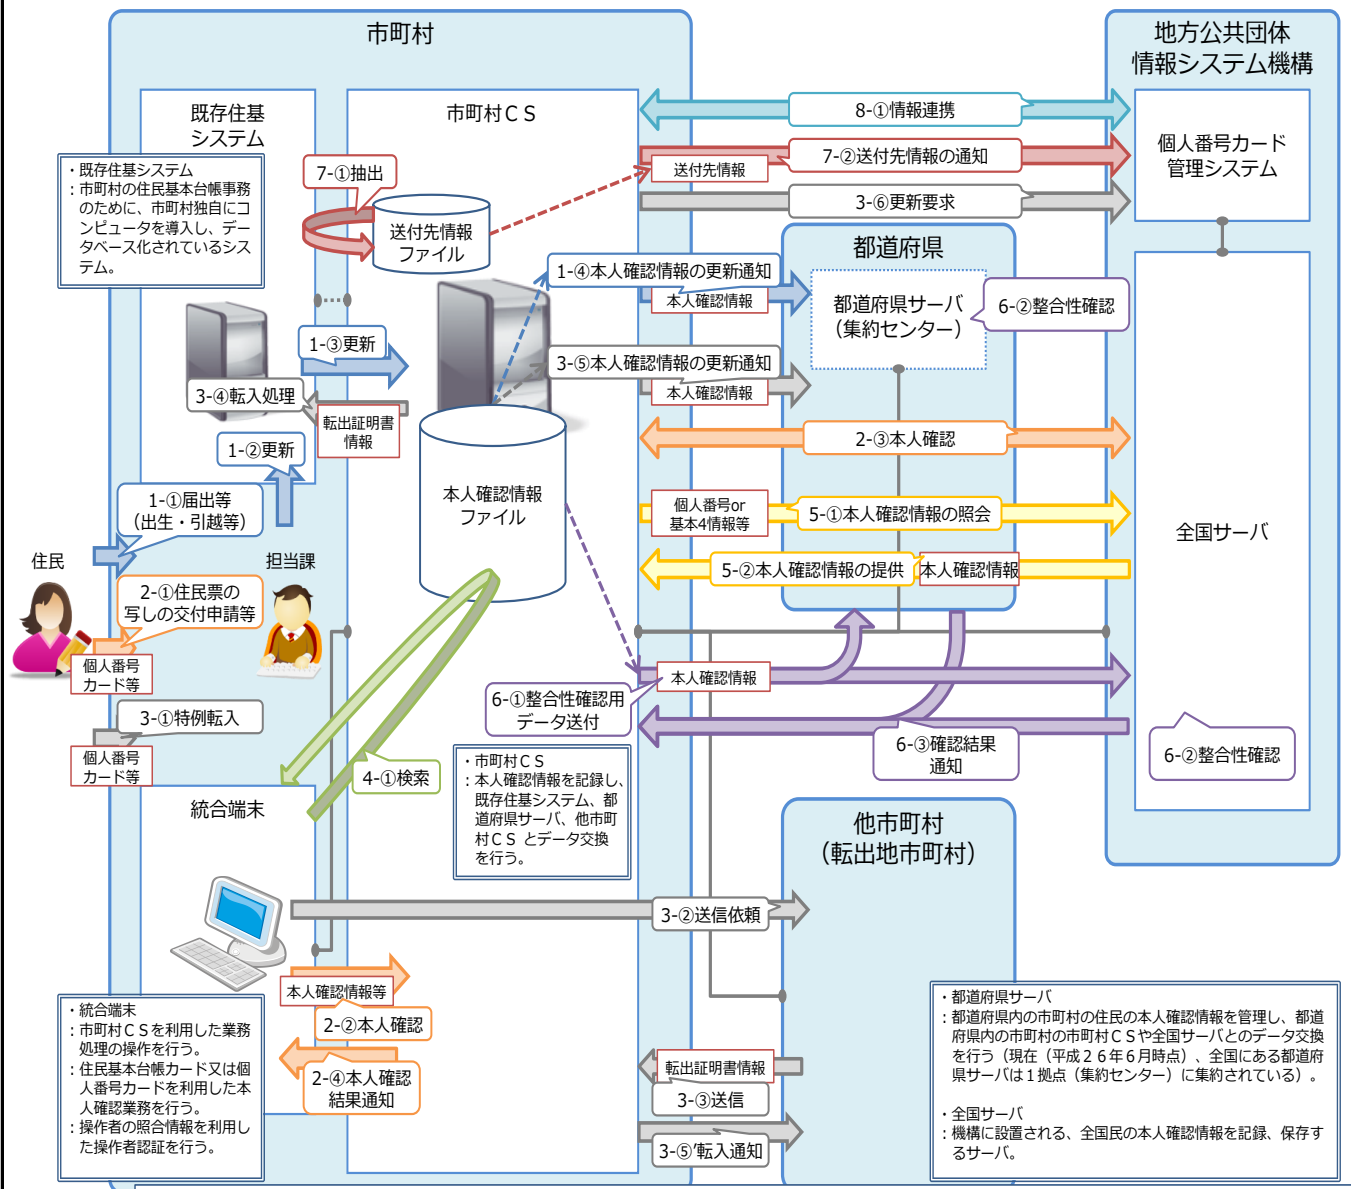 市町村
地方公共団体
情報システム機構
既存住基
システム
市町村ＣＳ
個人番号カード
管理システム
8-①情報連携
7-②送付先情報の通知
送付先情報
3-⑥更新要求
・既存住基システム
：市町村の住民基本台帳事務
のために、市町村独自にコ
ンピュータを導入し、デー
タベース化されているシス
テム。
7-①抽出
送付先情報
ファイル
都道府県
都道府県サーバ
（集約センター）
6-②整合性確認
1-④本人確認情報の更新通知
本人確認情報
1-③更新
3-⑤本人確認情報の更新通知
本人確認情報
3-④転入処理
転出証明書
情報
1-②更新
2-③本人確認
本人確認情報
ファイル
1-①届出等
（出生・引越等）
個人番号or
基本4情報等
5-①本人確認情報の照会
全国サーバ
5-②本人確認情報の提供
本人確認情報
住民
担当課
2-①住民票の
写しの交付申請等
個人番号
カード等
本人確認情報
6-①整合性確認用
データ送付
3-①特例転入
個人番号
カード等
6-③確認結果
通知
6-②整合性確認
4-①検索
・市町村ＣＳ
：本人確認情報を記録し、
既存住基システム、都
道府県サーバ、他市町
村ＣＳ とデータ交換
を行う。
統合端末
他市町村
（転出地市町村）
3-②送信依頼
本人確認情報等
2-②本人確認
2-④本人確認
結果通知
・統合端末
：市町村ＣＳを利用した業務
処理の操作を行う。
：住民基本台帳カード又は個
人番号カードを利用した本
人確認業務を行う。
：操作者の照合情報を利用し
た操作者認証を行う。
転出証明書情報
3-③送信
3-⑤’転入通知
・都道府県サーバ
：都道府県内の市町村の住民の本人確認情報を管理し、都道
府県内の市町村の市町村ＣＳや全国サーバとのデータ交換
を行う（現在（平成２６年６月時点）、全国にある都道府
県サーバは１拠点（集約センター）に集約されている）。
・全国サーバ
：機構に設置される、全国民の本人確認情報を記録、保存す
るサーバ。